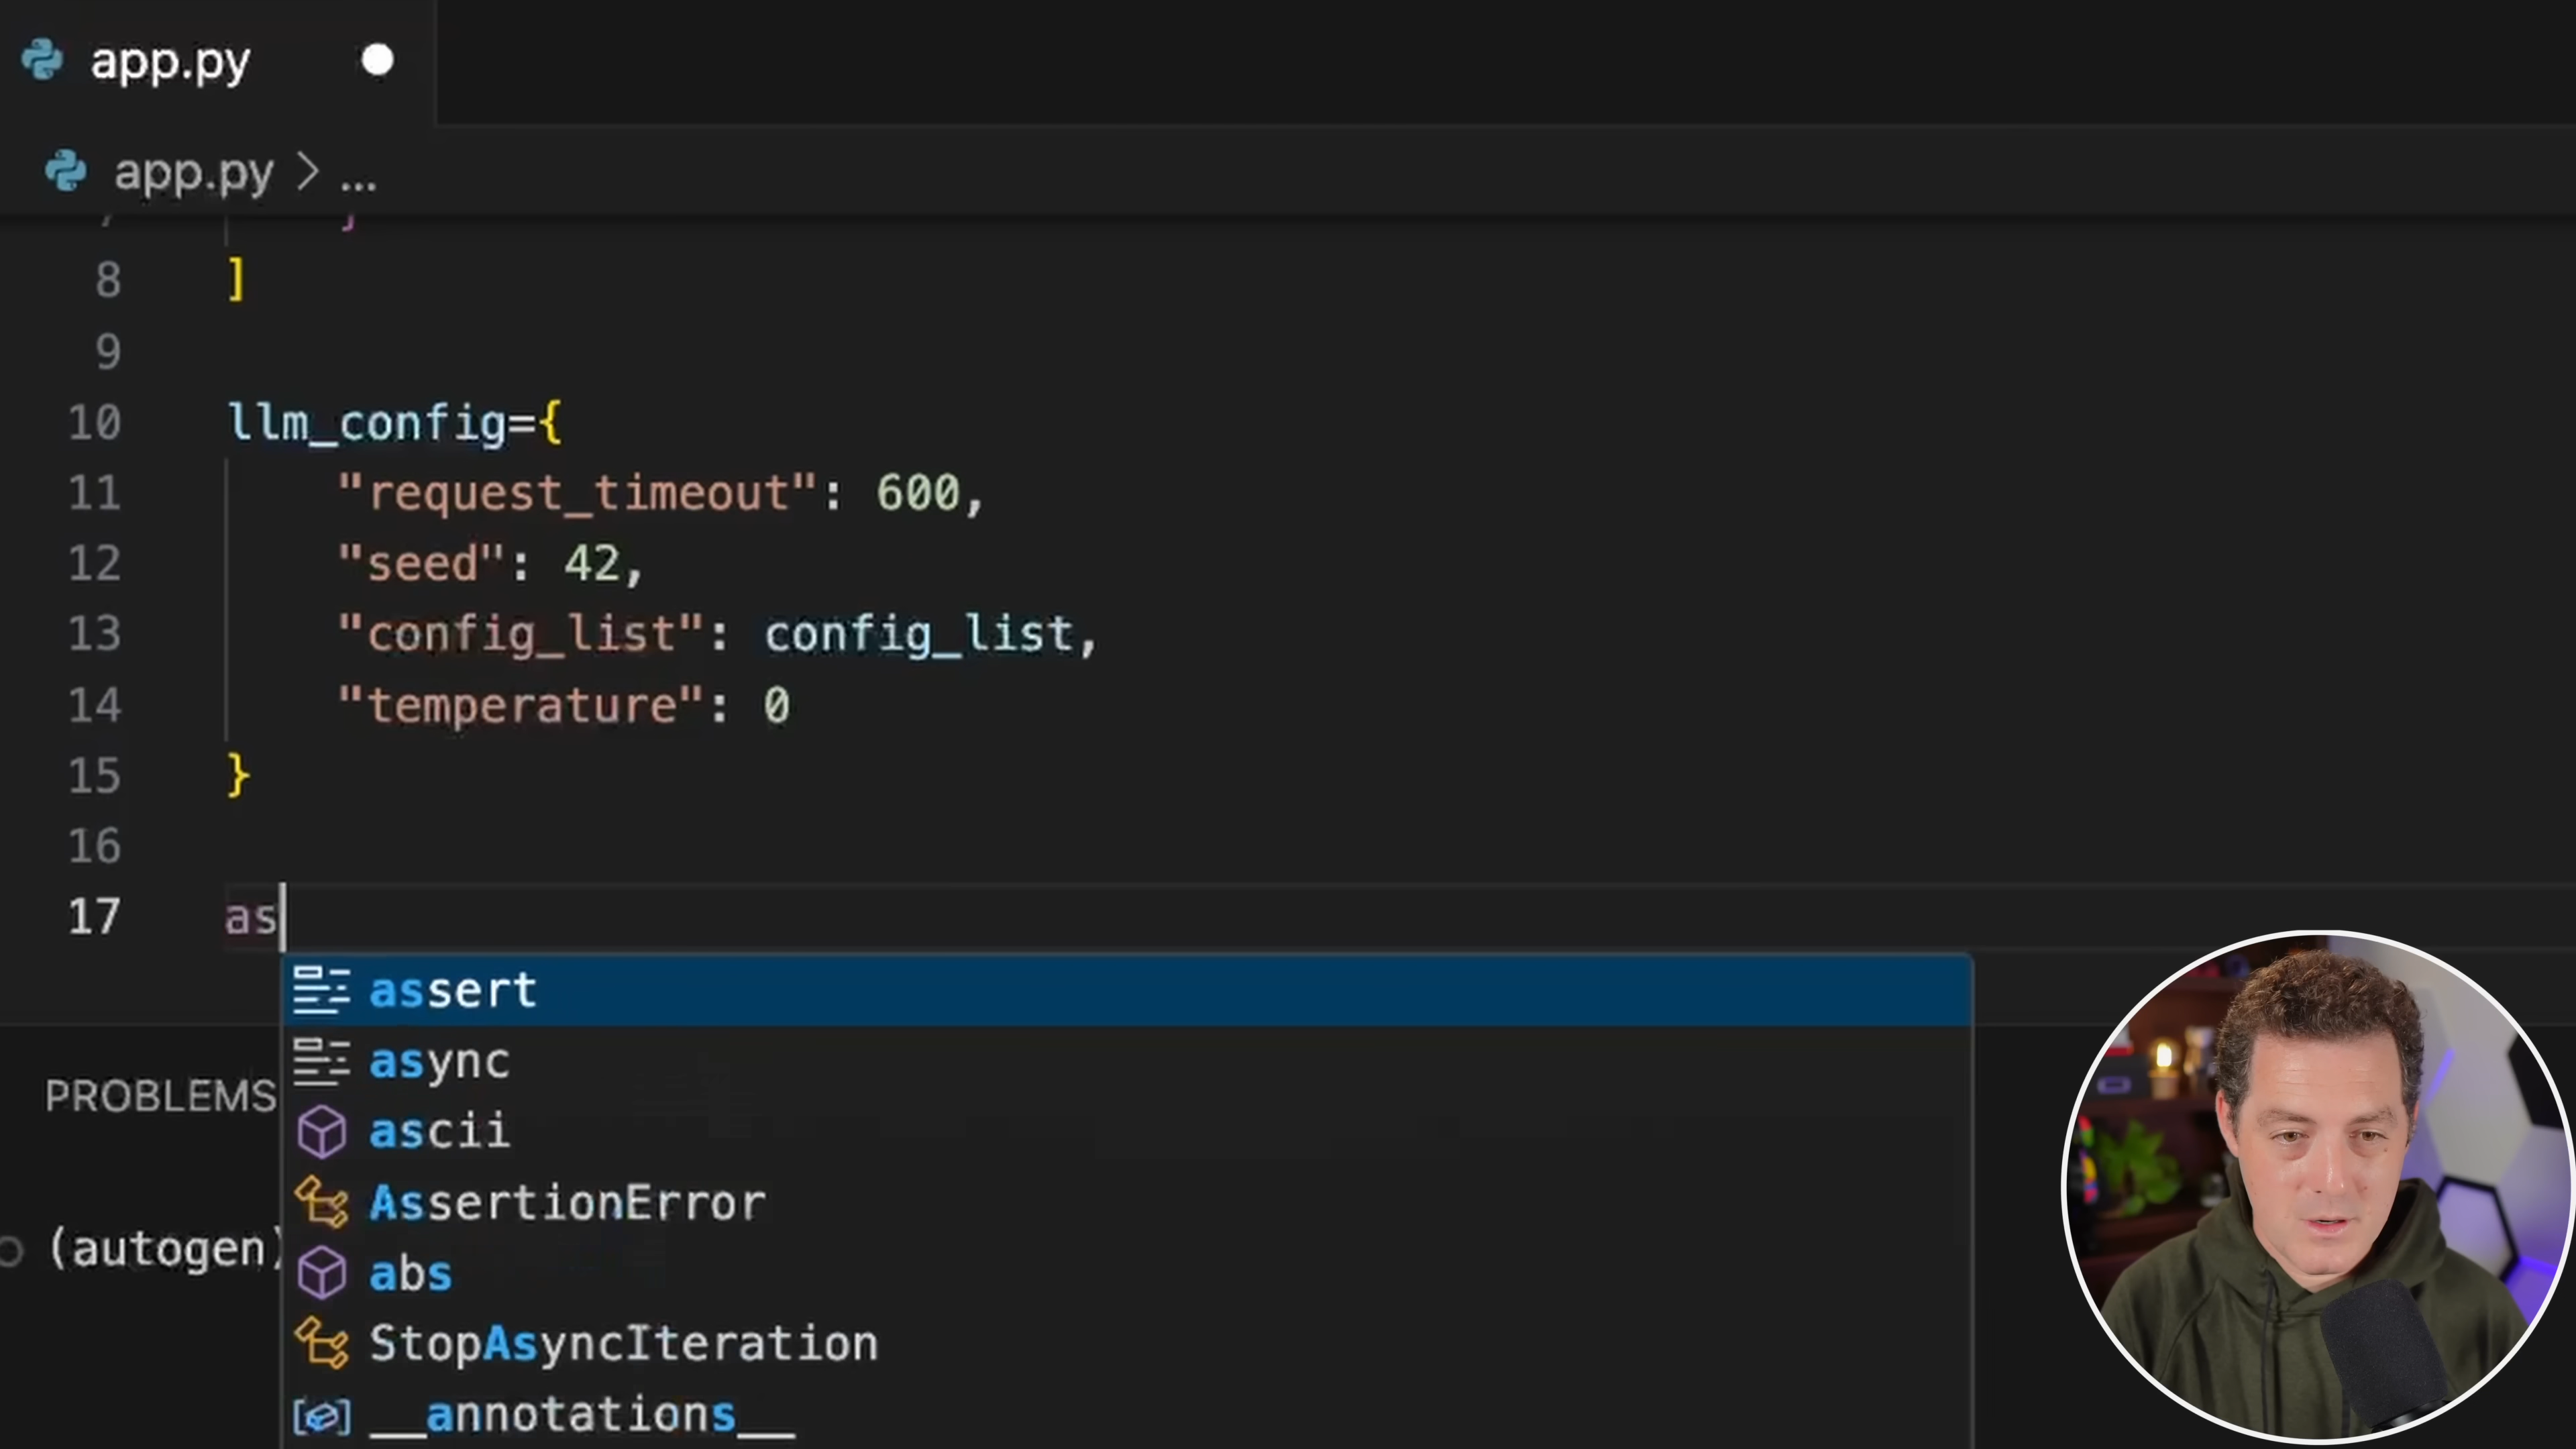 app.py
app.py > ...
8 ]
9
10 llm_config={
11 "request_timeout": 600,
12 "seed": 42,
13 "config_list": config_list,
14 "temperature": 0
15 }
16
17 as
assert
async
ascii
AssertionError
abs
StopAsyncIteration
__annotations__
PROBLEMS
(autogen)